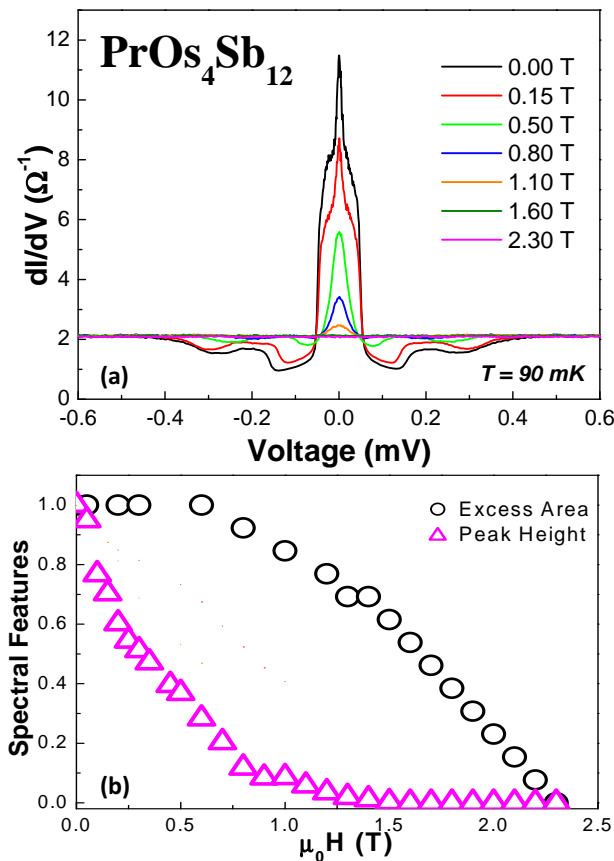 PrOs4Sb12
0.00 T
0.15 T
0.50 T
0.80 T
1.10 T
1.60 T
2.30 T
12
10
8
6
4
2
0
dI/dV (Ω-1)
(a)
T = 90 mK
-0.6 -0.4 -0.2 0.0 0.2 0.4 0.6
Voltage (mV)
Excess Area
Peak Height
1.0
0.8
0.6
0.4
0.2
0.0
Spectral Features
(b)
0.0 0.5 1.0 1.5 2.0 2.5
μ0H (T)